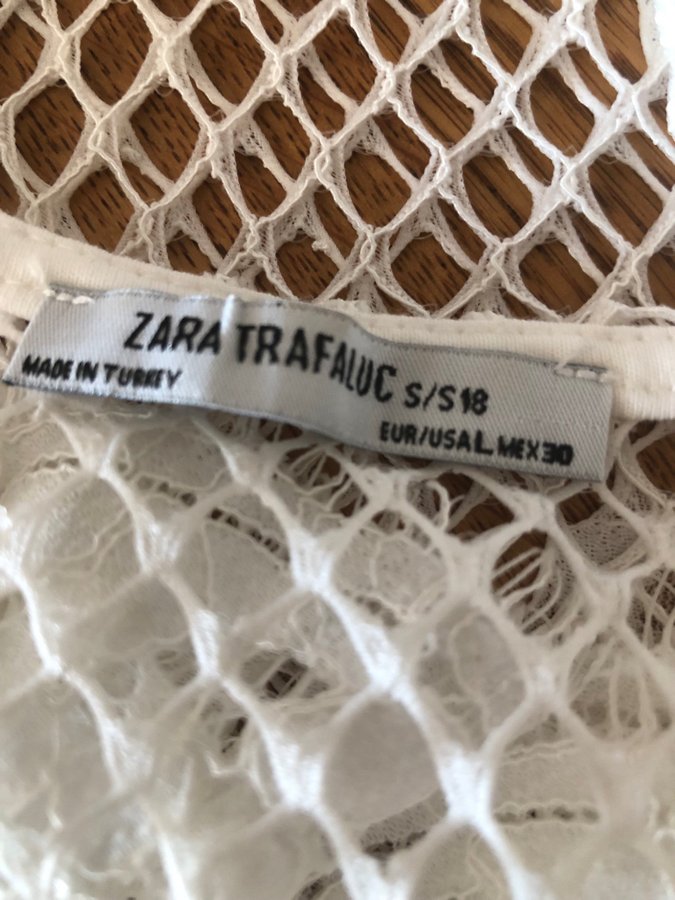 ZARA TRAFALUC S/S18
MADE IN TURKEY
EUR/USA L MEX 30